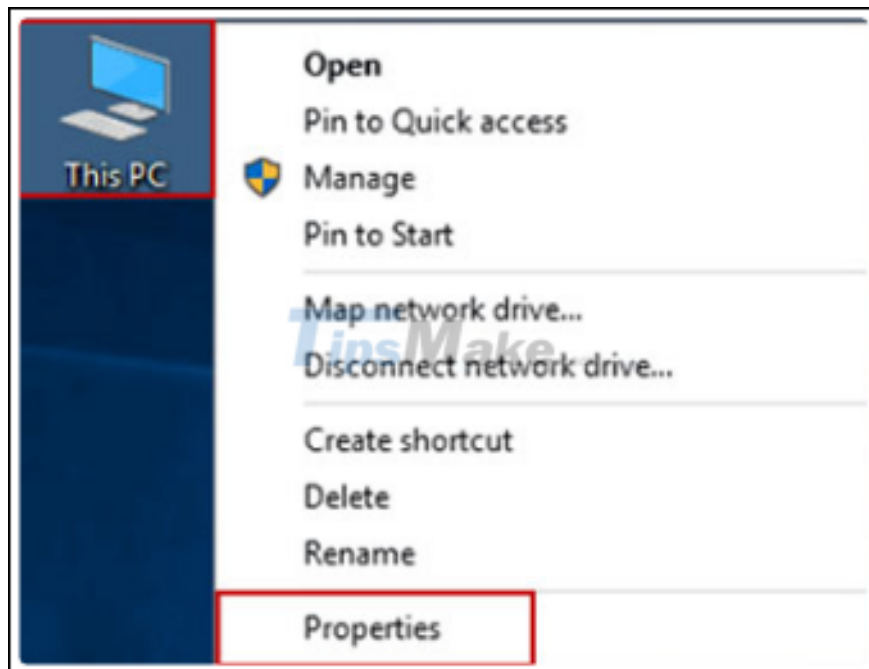 This PC
Open
Pin to Quick access
Manage
Pin to Start
Map network drive...
TipsMake
Disconnect network drive...
Create shortcut
Delete
Rename
Properties